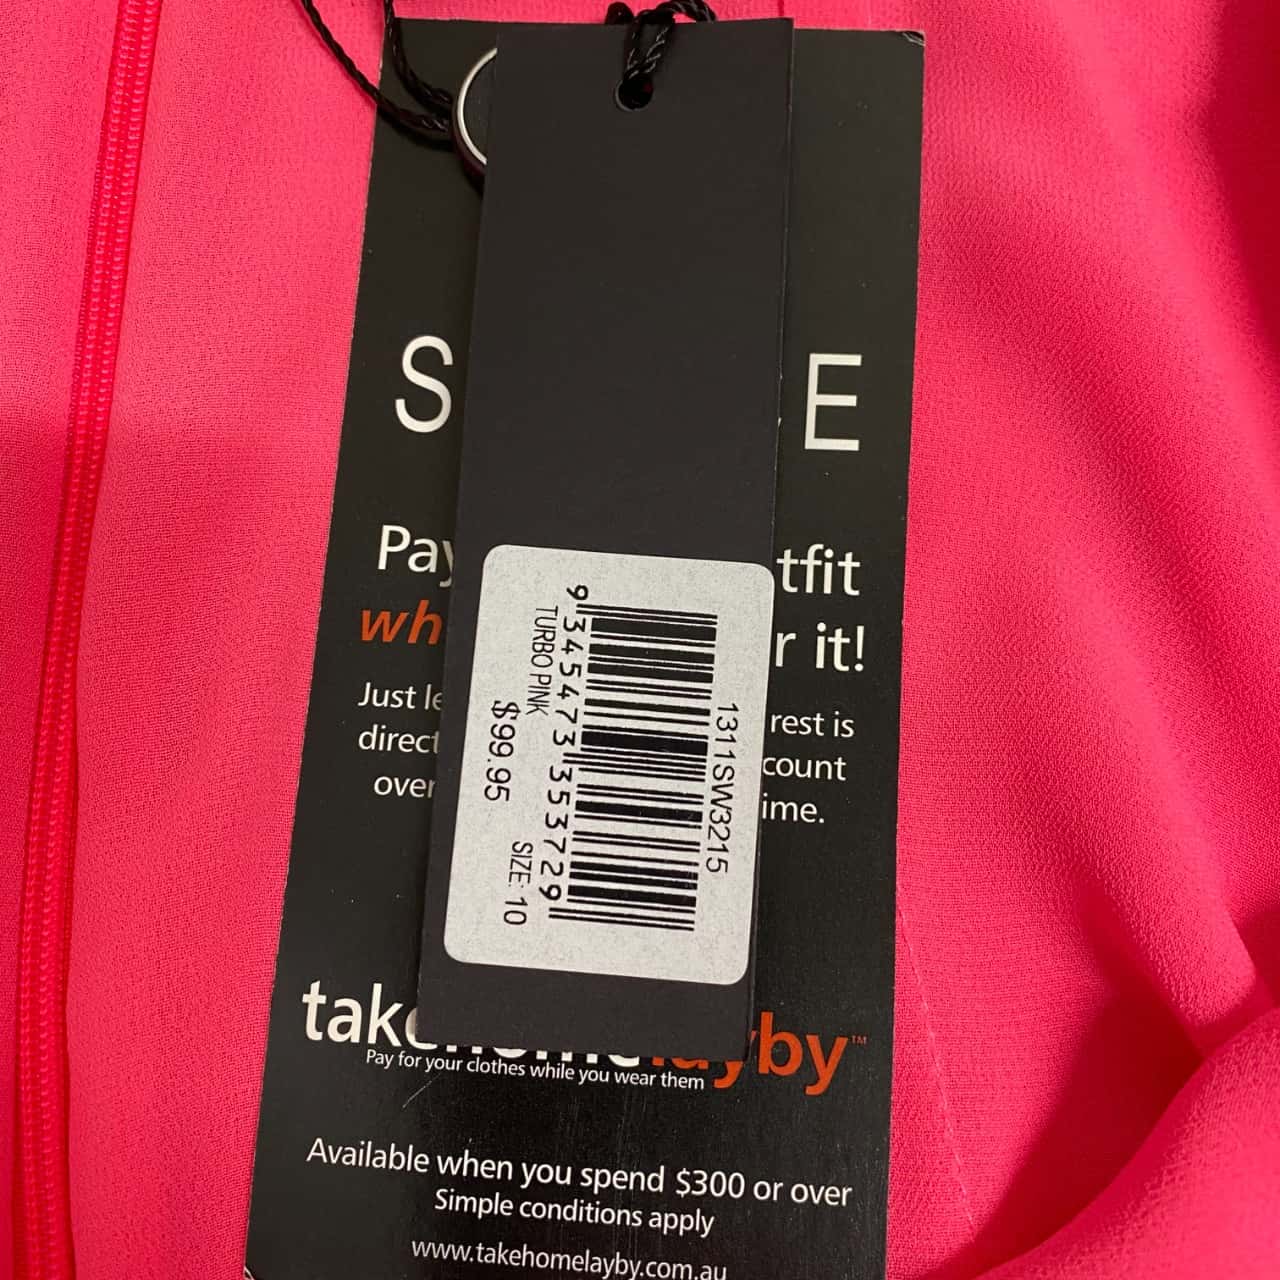 S E
Pay tfit
wh r it!
Just le rest is
direct count
over ime.
1311SW3215
9 345473 353729
TURBO PINK
$99.95 SIZE: 10
takehomelayby™
Pay for your clothes while you wear them
Available when you spend $300 or over
Simple conditions apply
www.takehomelayby.com.au